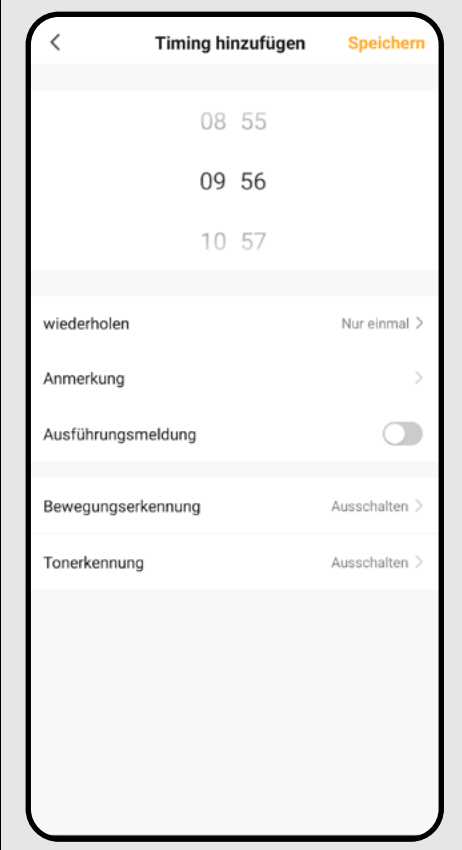 Timing hinzufügen Speichern
08 55
09 56
10 57
wiederholen Nur einmal
Anmerkung
Ausführungsmeldung
Bewegungserkennung Ausschalten
Tonerkennung Ausschalten